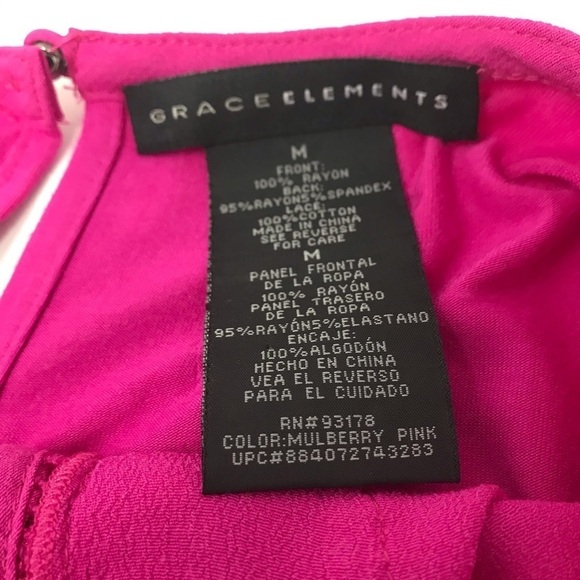 GRACE ELEMENTS
M
FRONT:
100% RAYON
BACK:
95%RAYON5%SPANDEX
LACE:
100%COTTON
MADE IN CHINA
SEE REVERSE
FOR CARE
M
PANEL FRONTAL
DE LA ROPA
100% RAYÓN
PANEL TRASERO
DE LA ROPA
95%RAYÓN5%ELASTANO
ENCAJE:
100%ALGODÓN
HECHO EN CHINA
VEA EL REVERSO
PARA EL CUIDADO
RN#93178
COLOR:MULBERRY PINK
UPC#884072743283